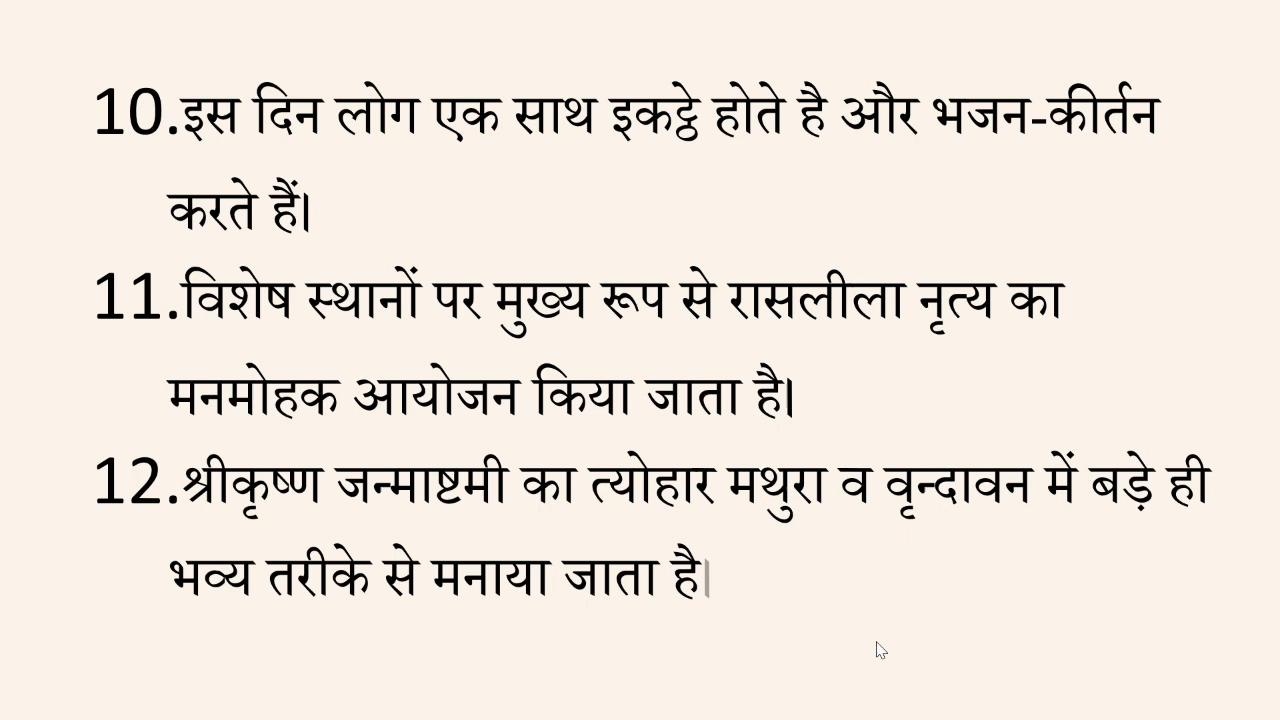 10.इस दिन लोग एक साथ इकट्ठे होते है और भजन-कीर्तन
करते हैं।
11.विशेष स्थानों पर मुख्य रूप से रासलीला नृत्य का
मनमोहक आयोजन किया जाता है।
12.श्रीकृष्ण जन्माष्टमी का त्योहार मथुरा व वृन्दावन में बड़े ही
भव्य तरीके से मनाया जाता है।